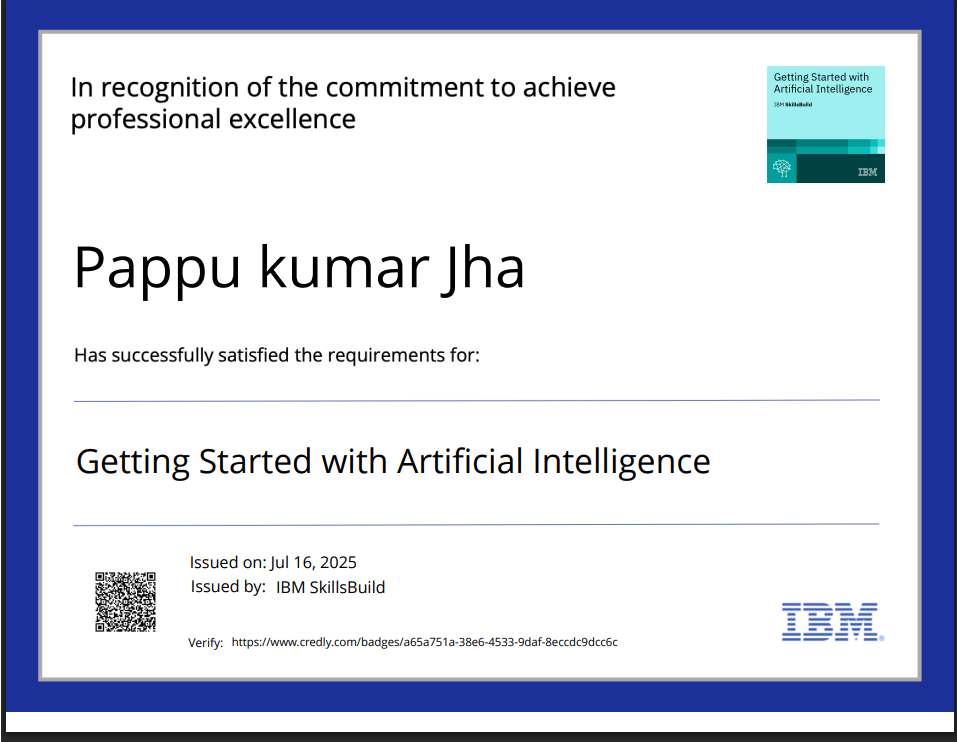 In recognition of the commitment to achieve
professional excellence
Getting Started with
Artificial Intelligence
IBM SkillsBuild
IBM
Pappu kumar Jha
Has successfully satisfied the requirements for:
Getting Started with Artificial Intelligence
Issued on: Jul 16, 2025
Issued by: IBM SkillsBuild
Verify: https://www.credly.com/badges/a65a751a-38e6-4533-9daf-8eccdc9dcc6c
IBM®